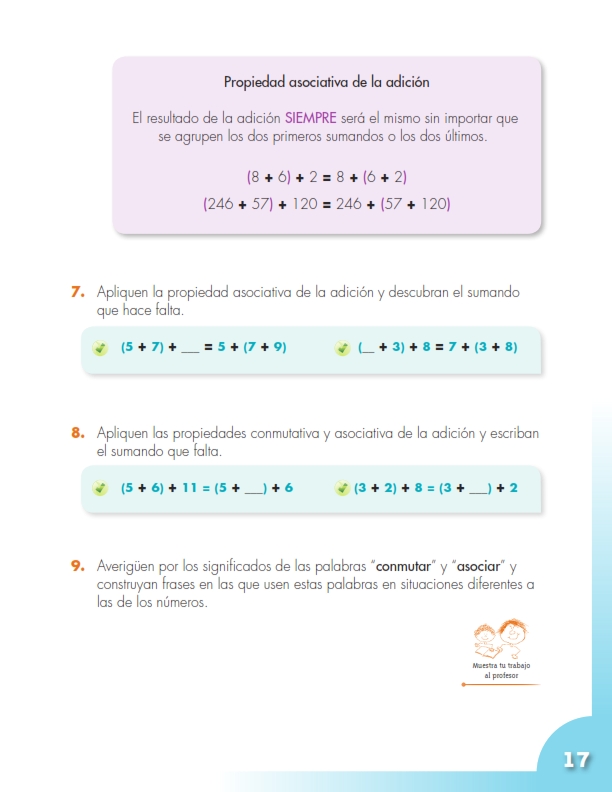 Propiedad asociativa de la adición
El resultado de la adición SIEMPRE será el mismo sin importar que
se agrupen los dos primeros sumandos o los dos últimos.
(8 + 6) + 2 = 8 + (6 + 2)
(246 + 57) + 120 = 246 + (57 + 120)
7. Apliquen la propiedad asociativa de la adición y descubran el sumando
que hace falta.
(5 + 7) + ___ = 5 + (7 + 9) (__ + 3) + 8 = 7 + (3 + 8)
8. Apliquen las propiedades conmutativa y asociativa de la adición y escriban
el sumando que falta.
(5 + 6) + 11 = (5 + ___) + 6 (3 + 2) + 8 = (3 + ___) + 2
9. Averigüen por los significados de las palabras “conmutar” y “asociar” y
construyan frases en las que usen estas palabras en situaciones diferentes a
las de los números.
Muestra tu trabajo
al profesor
17